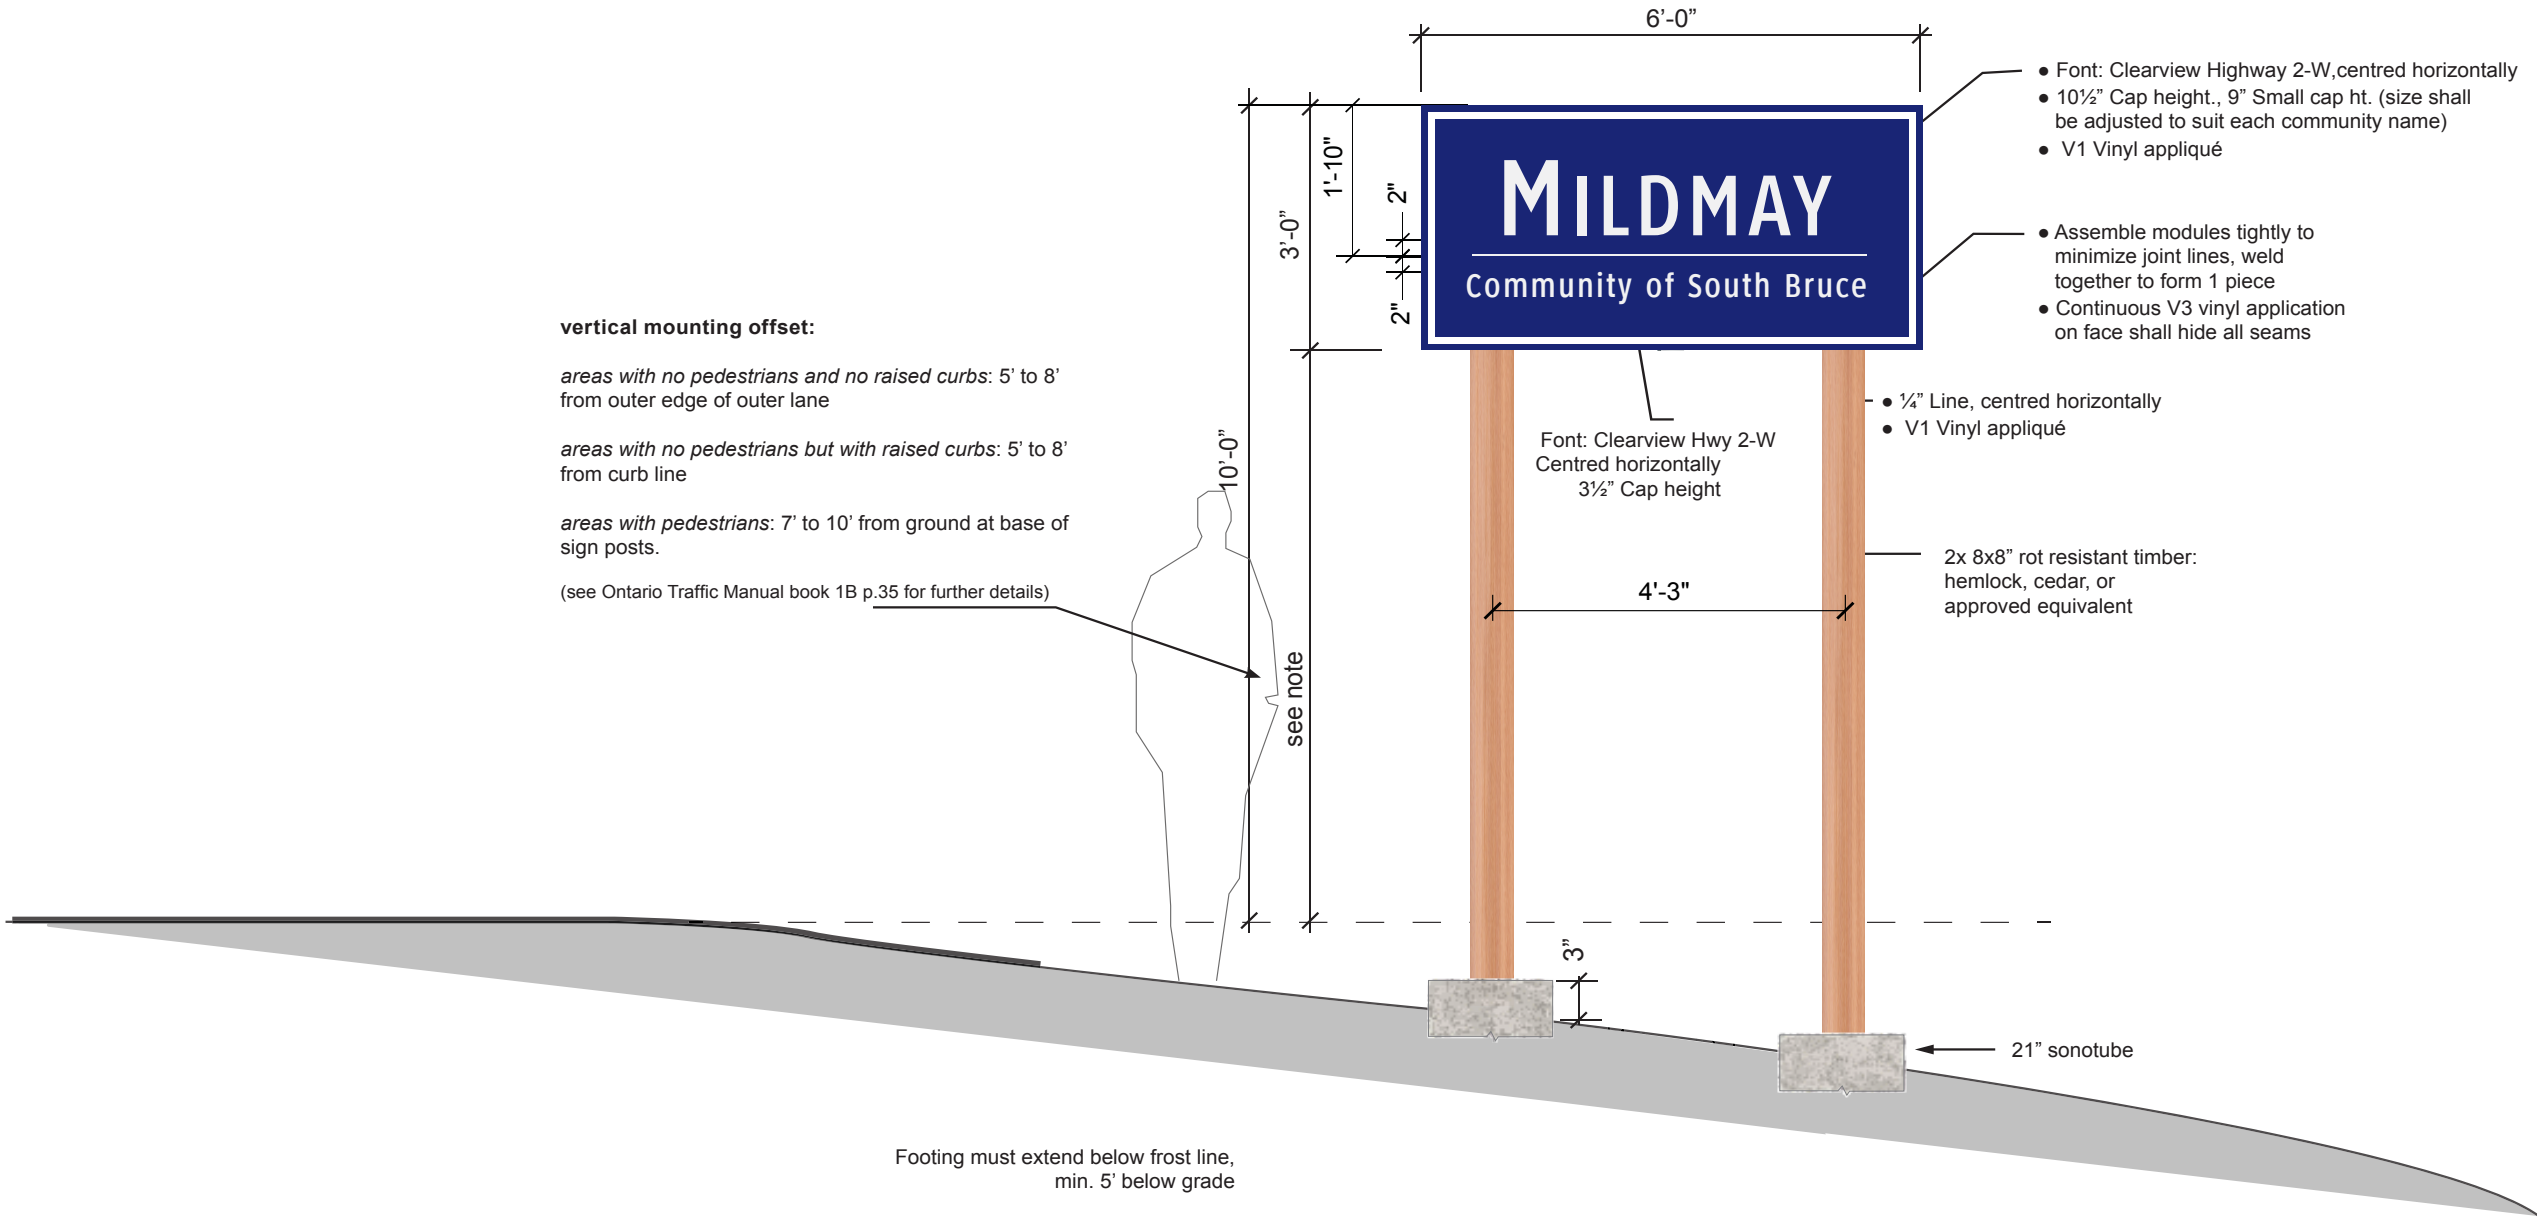 6’-0”
● Font: Clearview Highway 2-W,centred horizontally
● 10½” Cap height., 9” Small cap ht. (size shall
be adjusted to suit each community name)
● V1 Vinyl appliqué
1'-10"
2"
3’-0”
2"
MILDMAY
Community of South Bruce
● Assemble modules tightly to
minimize joint lines, weld
together to form 1 piece
● Continuous V3 vinyl application
on face shall hide all seams
vertical mounting offset:
areas with no pedestrians and no raised curbs: 5’ to 8’
from outer edge of outer lane
areas with no pedestrians but with raised curbs: 5’ to 8’
from curb line
areas with pedestrians: 7’ to 10’ from ground at base of
sign posts.
(see Ontario Traffic Manual book 1B p.35 for further details)
10’-0”
see note
Font: Clearview Hwy 2-W
Centred horizontally
3½” Cap height
● ¼” Line, centred horizontally
● V1 Vinyl appliqué
4'-3"
2x 8x8” rot resistant timber:
hemlock, cedar, or
approved equivalent
3”
21” sonotube
Footing must extend below frost line,
min. 5’ below grade